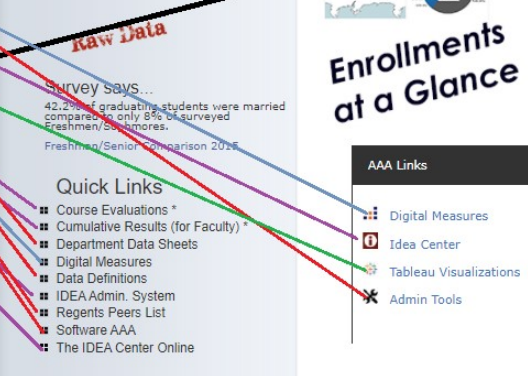 Raw Data
Survey says...
42.2% of graduating students were married
compared to only 8% of surveyed
Freshmen/Sophmores.
Freshmen/Senior Comparison 2015
Quick Links
Course Evaluations *
Cumulative Results (for Faculty) *
Department Data Sheets
Digital Measures
Data Definitions
IDEA Admin. System
Regents Peers List
Software AAA
The IDEA Center Online
Enrollments
at a Glance
AAA Links
Digital Measures
Idea Center
Tableau Visualizations
Admin Tools